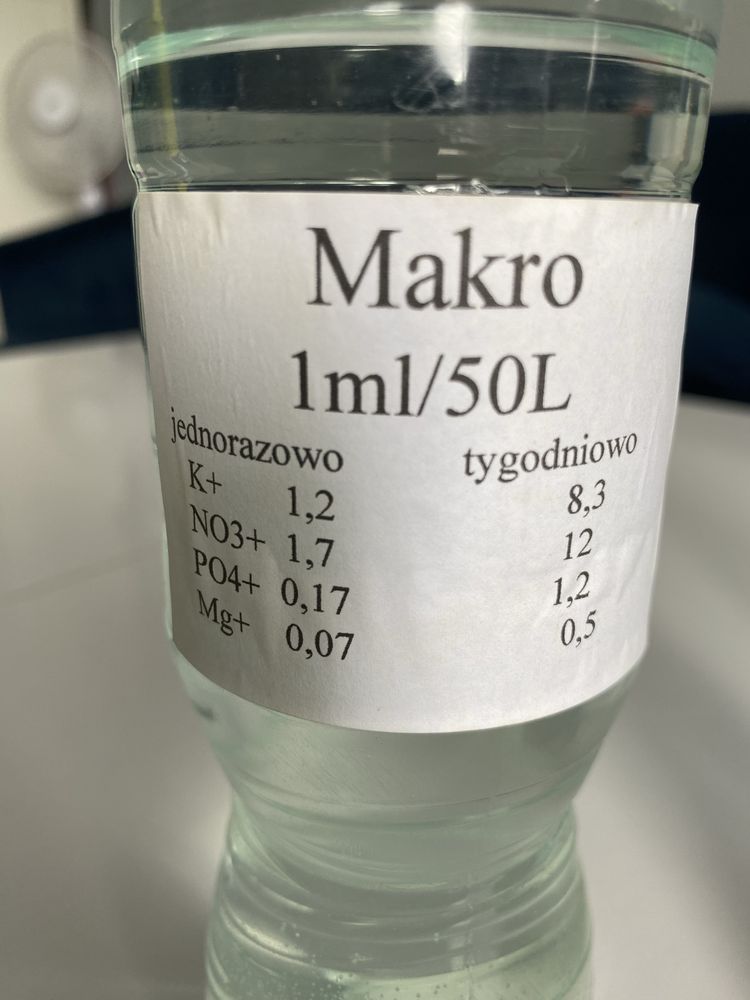 Makro
1ml/50L
jednorazowo tygodniowo
K+ 1,2 8,3
NO3+ 1,7 12
PO4+ 0,17 1,2
Mg+ 0,07 0,5